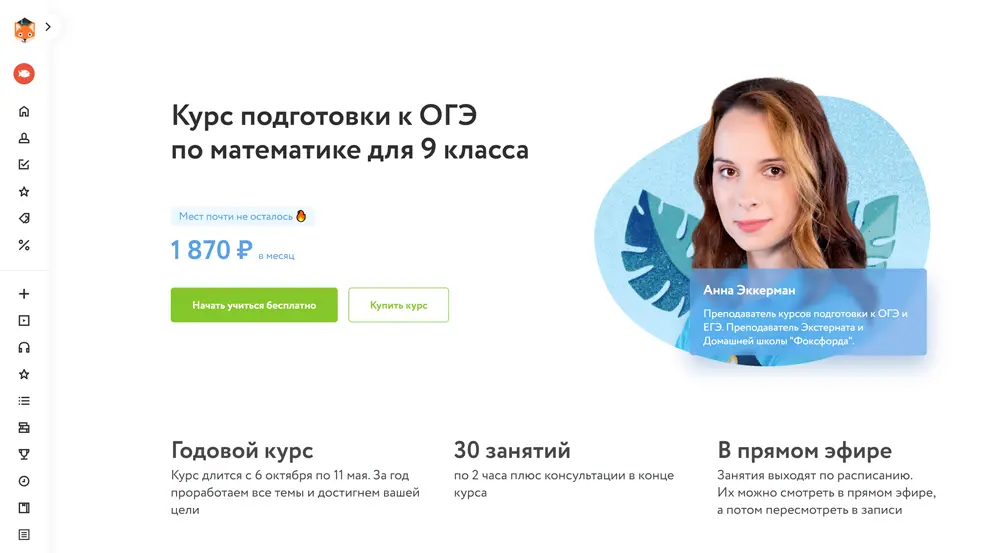 Курс подготовки к ОГЭ
по математике для 9 класса
Мест почти не осталось
1 870 ₽ в месяц
Начать учиться бесплатно
Купить курс
Анна Эккерман
Преподаватель курсов подготовки к ОГЭ и
ЕГЭ. Преподаватель Экстерната и
Домашней школы "Фоксфорда".
Годовой курс
Курс длится с 6 октября по 11 мая. За год
проработаем все темы и достигнем вашей
цели
30 занятий
по 2 часа плюс консультации в конце
курса
В прямом эфире
Занятия выходят по расписанию.
Их можно смотреть в прямом эфире,
а потом пересмотреть в записи